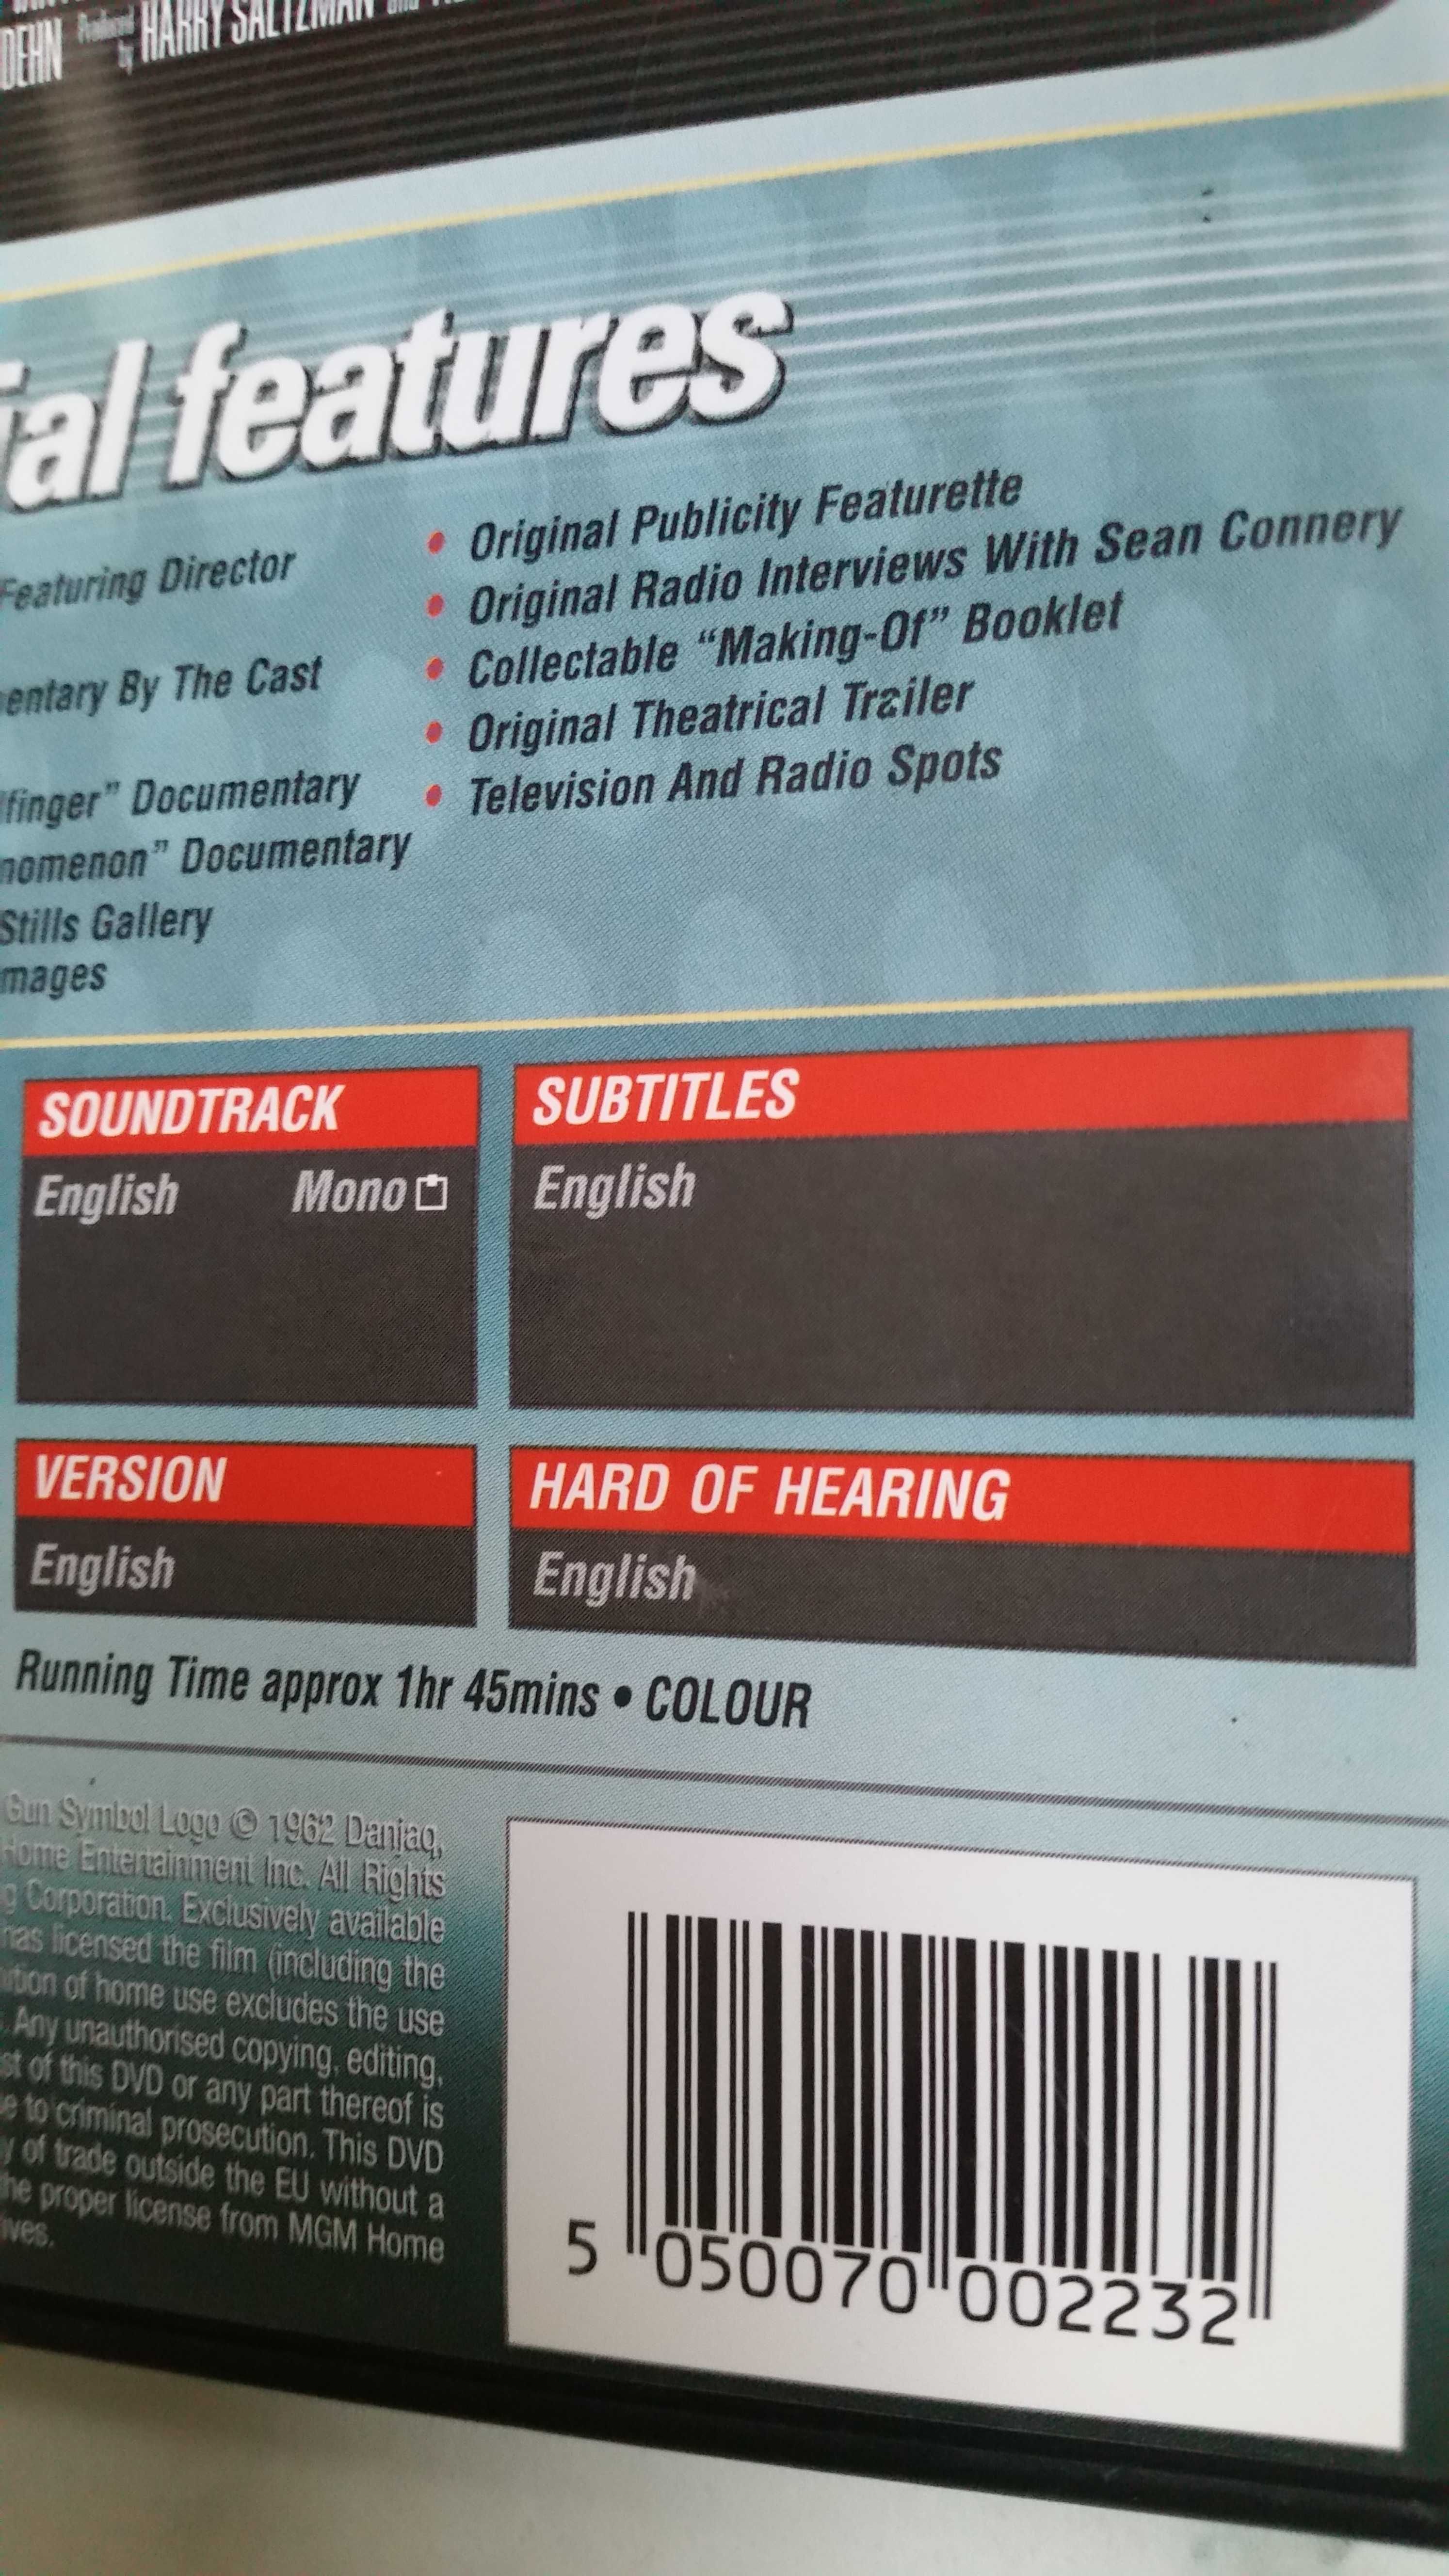 DEHN Produced by HARRY SALTZMAN and
ial features
Featuring Director
entary By The Cast
lfinger” Documentary
nomenon” Documentary
Stills Gallery
mages
• Original Publicity Featurette
• Original Radio Interviews With Sean Connery
• Collectable “Making-Of” Booklet
• Original Theatrical Trailer
• Television And Radio Spots
SOUNDTRACK
English Mono
SUBTITLES
English
VERSION
English
HARD OF HEARING
English
Running Time approx 1hr 45mins • COLOUR
Gun Symbol Logo © 1962 Danjaq,
Home Entertainment Inc. All Rights
g Corporation. Exclusively available
has licensed the film (including the
ition of home use excludes the use
. Any unauthorised copying, editing,
st of this DVD or any part thereof is
e to criminal prosecution. This DVD
y of trade outside the EU without a
he proper license from MGM Home
ives.
5 050070 002232